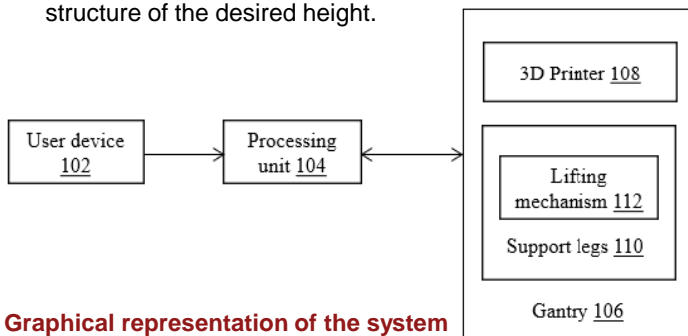 structure of the desired height.
3D Printer 108
User device
102
Processing
unit 104
Lifting
mechanism 112
Support legs 110
Gantry 106
Graphical representation of the system